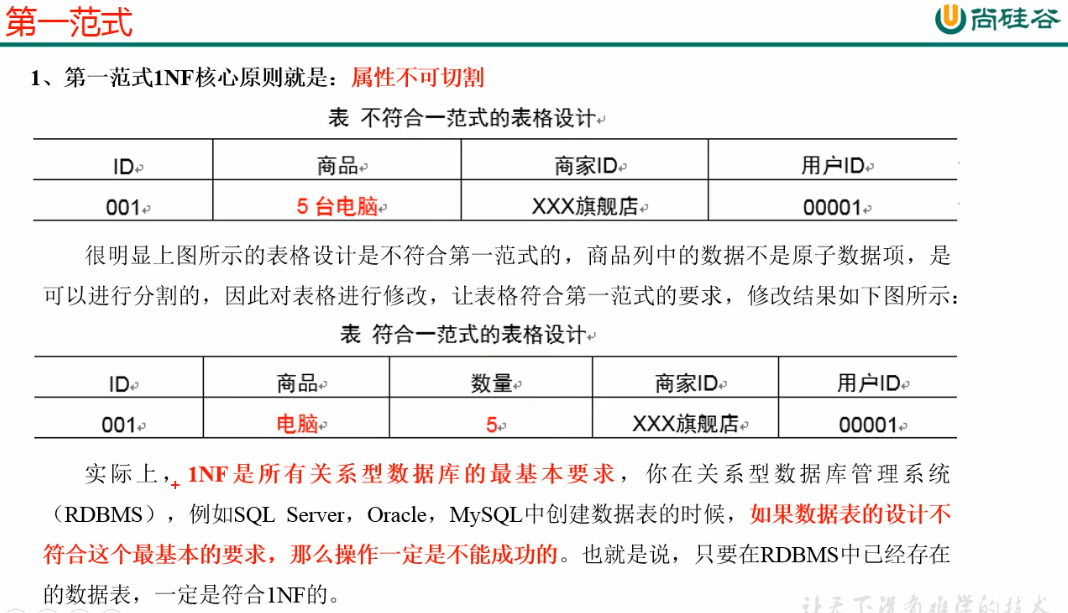 第一范式
尚硅谷
1、第一范式1NF核心原则就是：属性不可切割
表 不符合一范式的表格设计↵
ID↵ 商品↵ 商家ID↵ 用户ID↵
001↵ 5 台电脑↵ XXX旗舰店↵ 00001↵
很明显上图所示的表格设计是不符合第一范式的，商品列中的数据不是原子数据项，是
可以进行分割的，因此对表格进行修改，让表格符合第一范式的要求，修改结果如下图所示：
表 符合一范式的表格设计↵
ID↵ 商品↵ 数量↵ 商家ID↵ 用户ID↵
001↵ 电脑↵ 5↵ XXX旗舰店↵ 00001↵
实际上，1NF是所有关系型数据库的最基本要求，你在关系型数据库管理系统
（RDBMS），例如SQL Server，Oracle，MySQL中创建数据表的时候，如果数据表的设计不
符合这个最基本的要求，那么操作一定是不能成功的。也就是说，只要在RDBMS中已经存在
的数据表，一定是符合1NF的。
让天下没有难学的技术